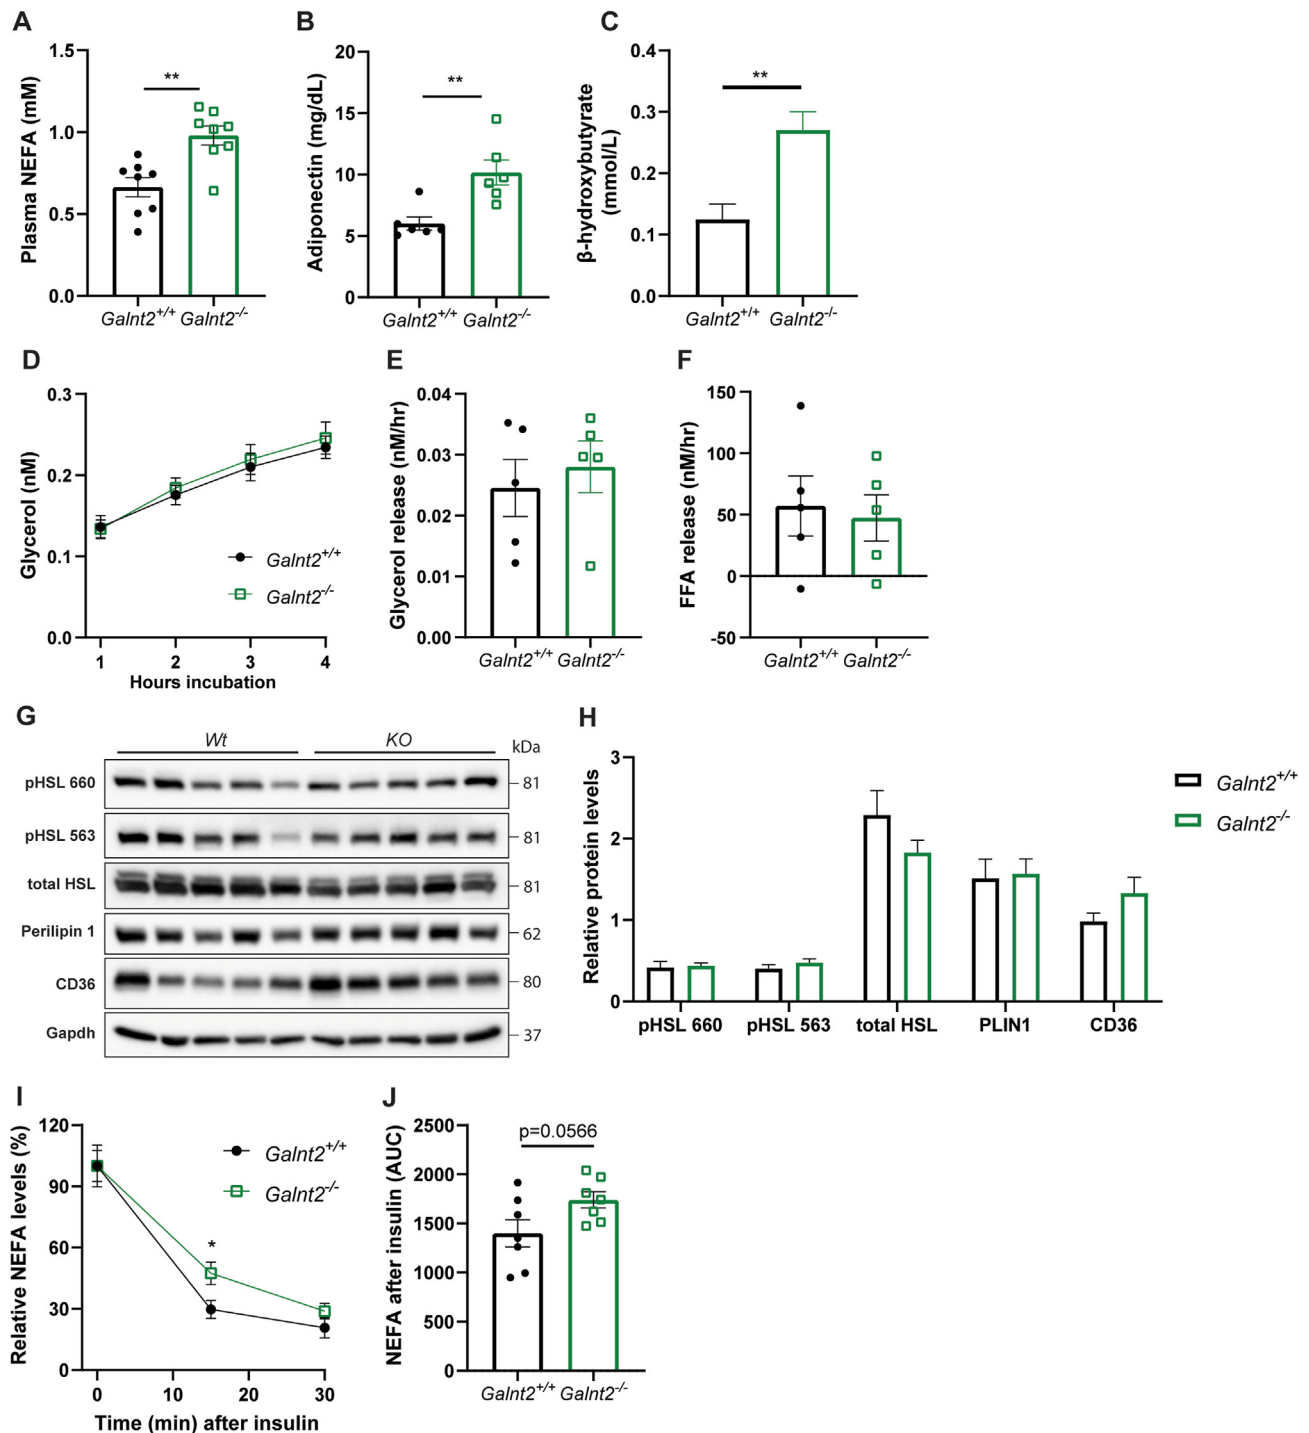 A
Plasma NEFA (mM)
1.5
1.0
0.5
0.0
**
Galnt2+/+ Galnt2-/-
B
Adiponectin (mg/dL)
20
15
10
5
0
**
Galnt2+/+ Galnt2-/-
C
β-hydroxybutyrate
(mmol/L)
0.4
0.3
0.2
0.1
0.0
**
Galnt2+/+ Galnt2-/-
D
Glycerol (nM)
0.3
0.2
0.1
0.0
Galnt2+/+
Galnt2-/-
1 2 3 4
Hours incubation
E
Glycerol release (nM/hr)
0.04
0.03
0.02
0.01
0.00
Galnt2+/+ Galnt2-/-
F
FFA release (nM/hr)
150
100
50
0
-50
Galnt2+/+ Galnt2-/-
G
Wt KO kDa
pHSL 660 81
pHSL 563 81
total HSL 81
Perilipin 1 62
CD36 80
Gapdh 37
H
Relative protein levels
3
2
1
0
Galnt2+/+
Galnt2-/-
pHSL 660 pHSL 563 total HSL PLIN1 CD36
I
Relative NEFA levels (%)
120
90
60
30
0
*
Galnt2+/+
Galnt2-/-
0 10 20 30
Time (min) after insulin
J
NEFA after insulin (AUC)
2500
2000
1500
1000
500
0
p=0.0566
Galnt2+/+ Galnt2-/-